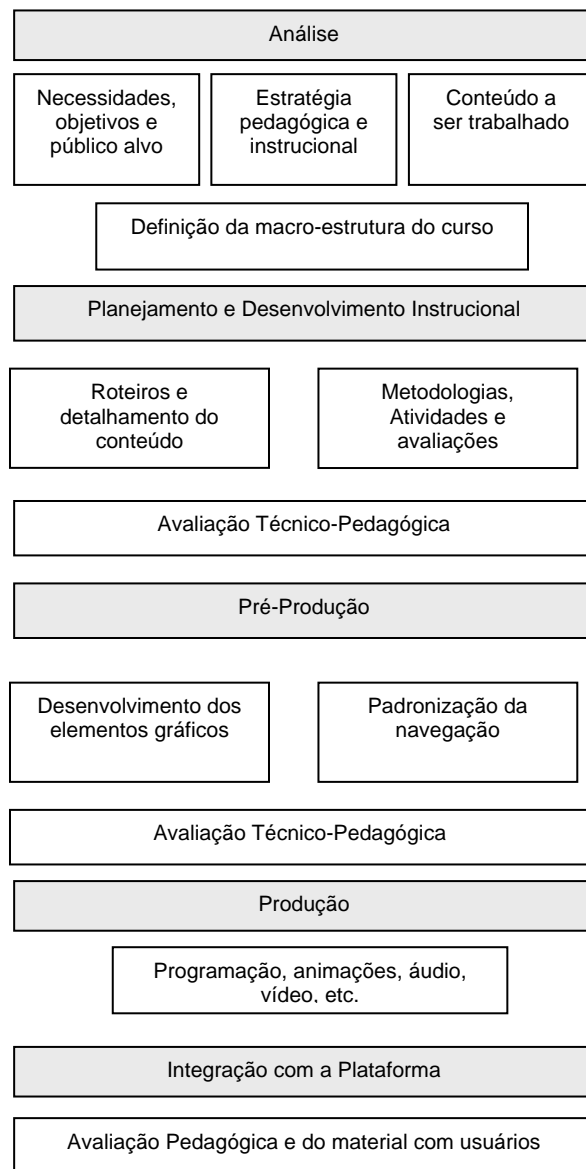 Análise
Necessidades,
objetivos e
público alvo
Estratégia
pedagógica e
instrucional
Conteúdo a
ser trabalhado
Definição da macro-estrutura do curso
Planejamento e Desenvolvimento Instrucional
Roteiros e
detalhamento do
conteúdo
Metodologias,
Atividades e
avaliações
Avaliação Técnico-Pedagógica
Pré-Produção
Desenvolvimento dos
elementos gráficos
Padronização da
navegação
Avaliação Técnico-Pedagógica
Produção
Programação, animações, áudio,
vídeo, etc.
Integração com a Plataforma
Avaliação Pedagógica e do material com usuários